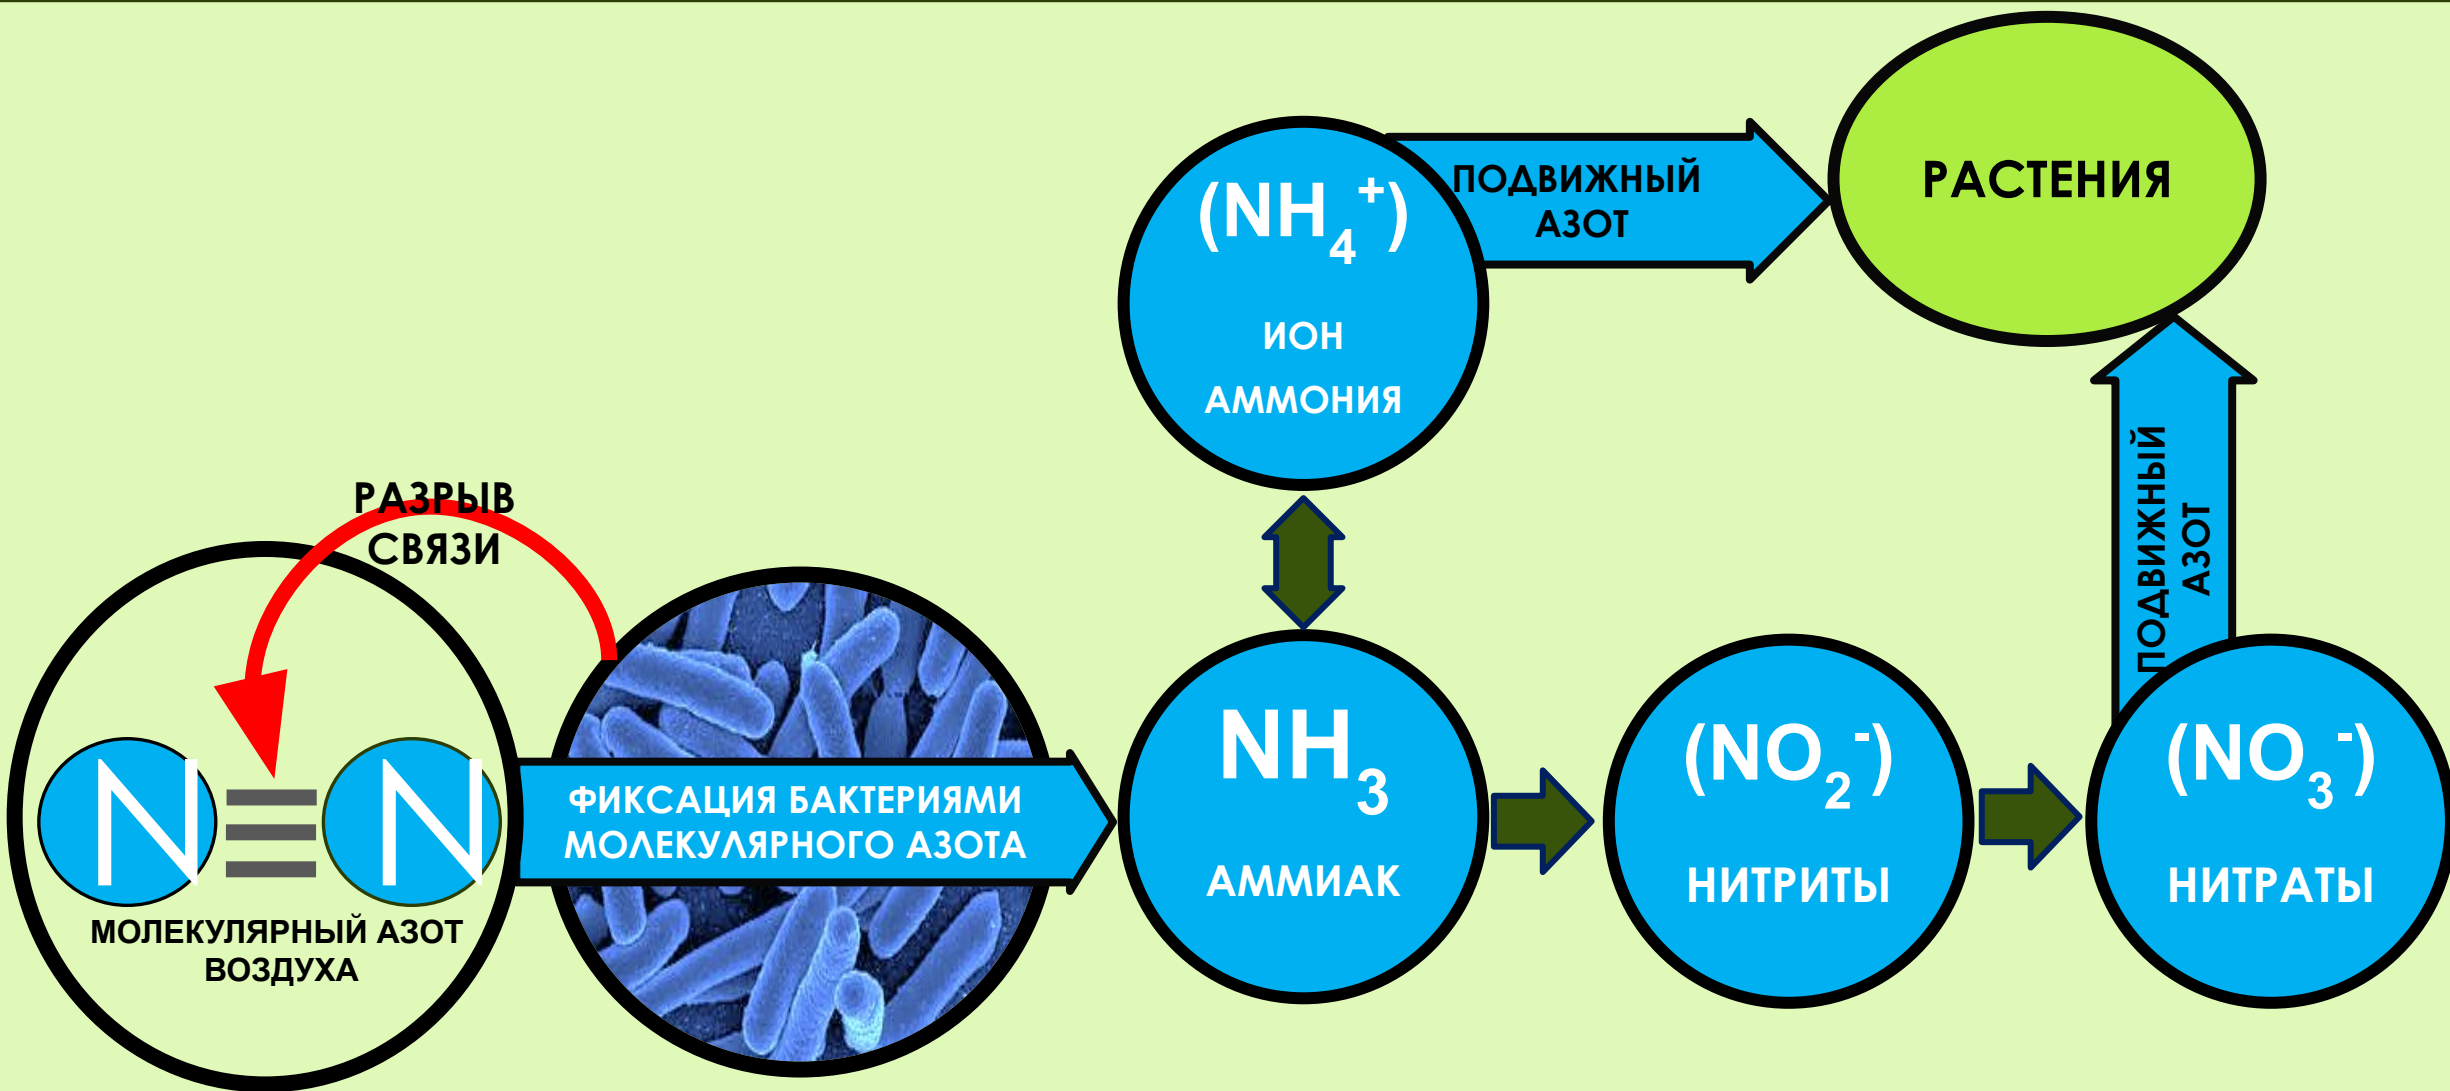 РАЗРЫВ
СВЯЗИ
N≡N
МОЛЕКУЛЯРНЫЙ АЗОТ
ВОЗДУХА
ФИКСАЦИЯ БАКТЕРИЯМИ
МОЛЕКУЛЯРНОГО АЗОТА
(NH₄⁺)
ИОН
АММОНИЯ
ПОДВИЖНЫЙ
АЗОТ
РАСТЕНИЯ
NH₃
АММИАК
(NO₂⁻)
НИТРИТЫ
(NO₃⁻)
НИТРАТЫ
ПОДВИЖНЫЙ
АЗОТ